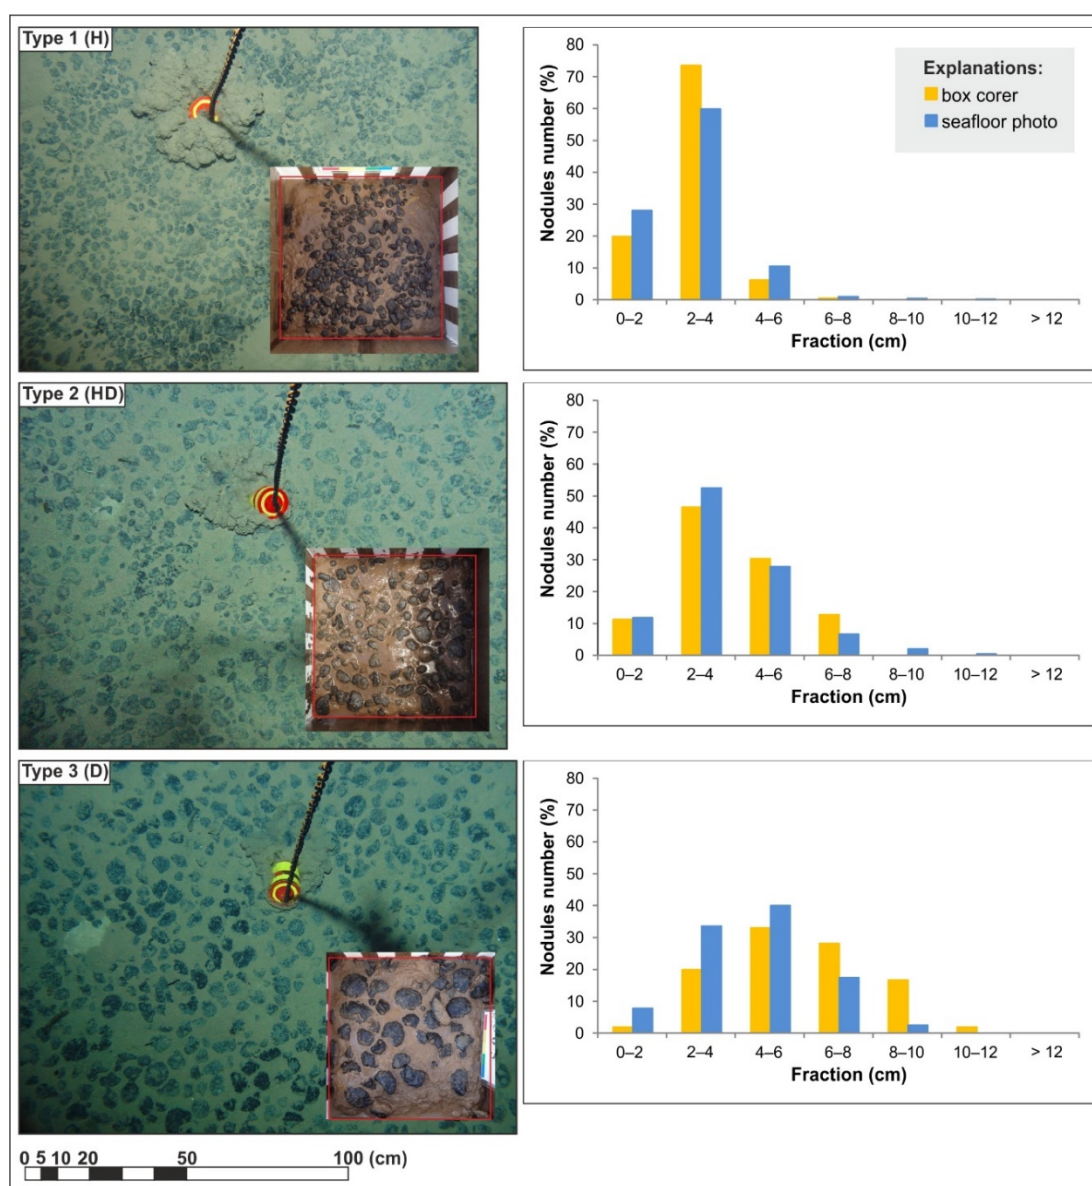 Type 1 (H)
Nodules number (%)
80
70
60
50
40
30
20
10
0
0–2 2–4 4–6 6–8 8–10 10–12 > 12
Fraction (cm)
Explanations:
box corer
seafloor photo
Type 2 (HD)
Nodules number (%)
80
70
60
50
40
30
20
10
0
0–2 2–4 4–6 6–8 8–10 10–12 > 12
Fraction (cm)
Type 3 (D)
Nodules number (%)
80
70
60
50
40
30
20
10
0
0–2 2–4 4–6 6–8 8–10 10–12 > 12
Fraction (cm)
0 5 10 20 50 100 (cm)